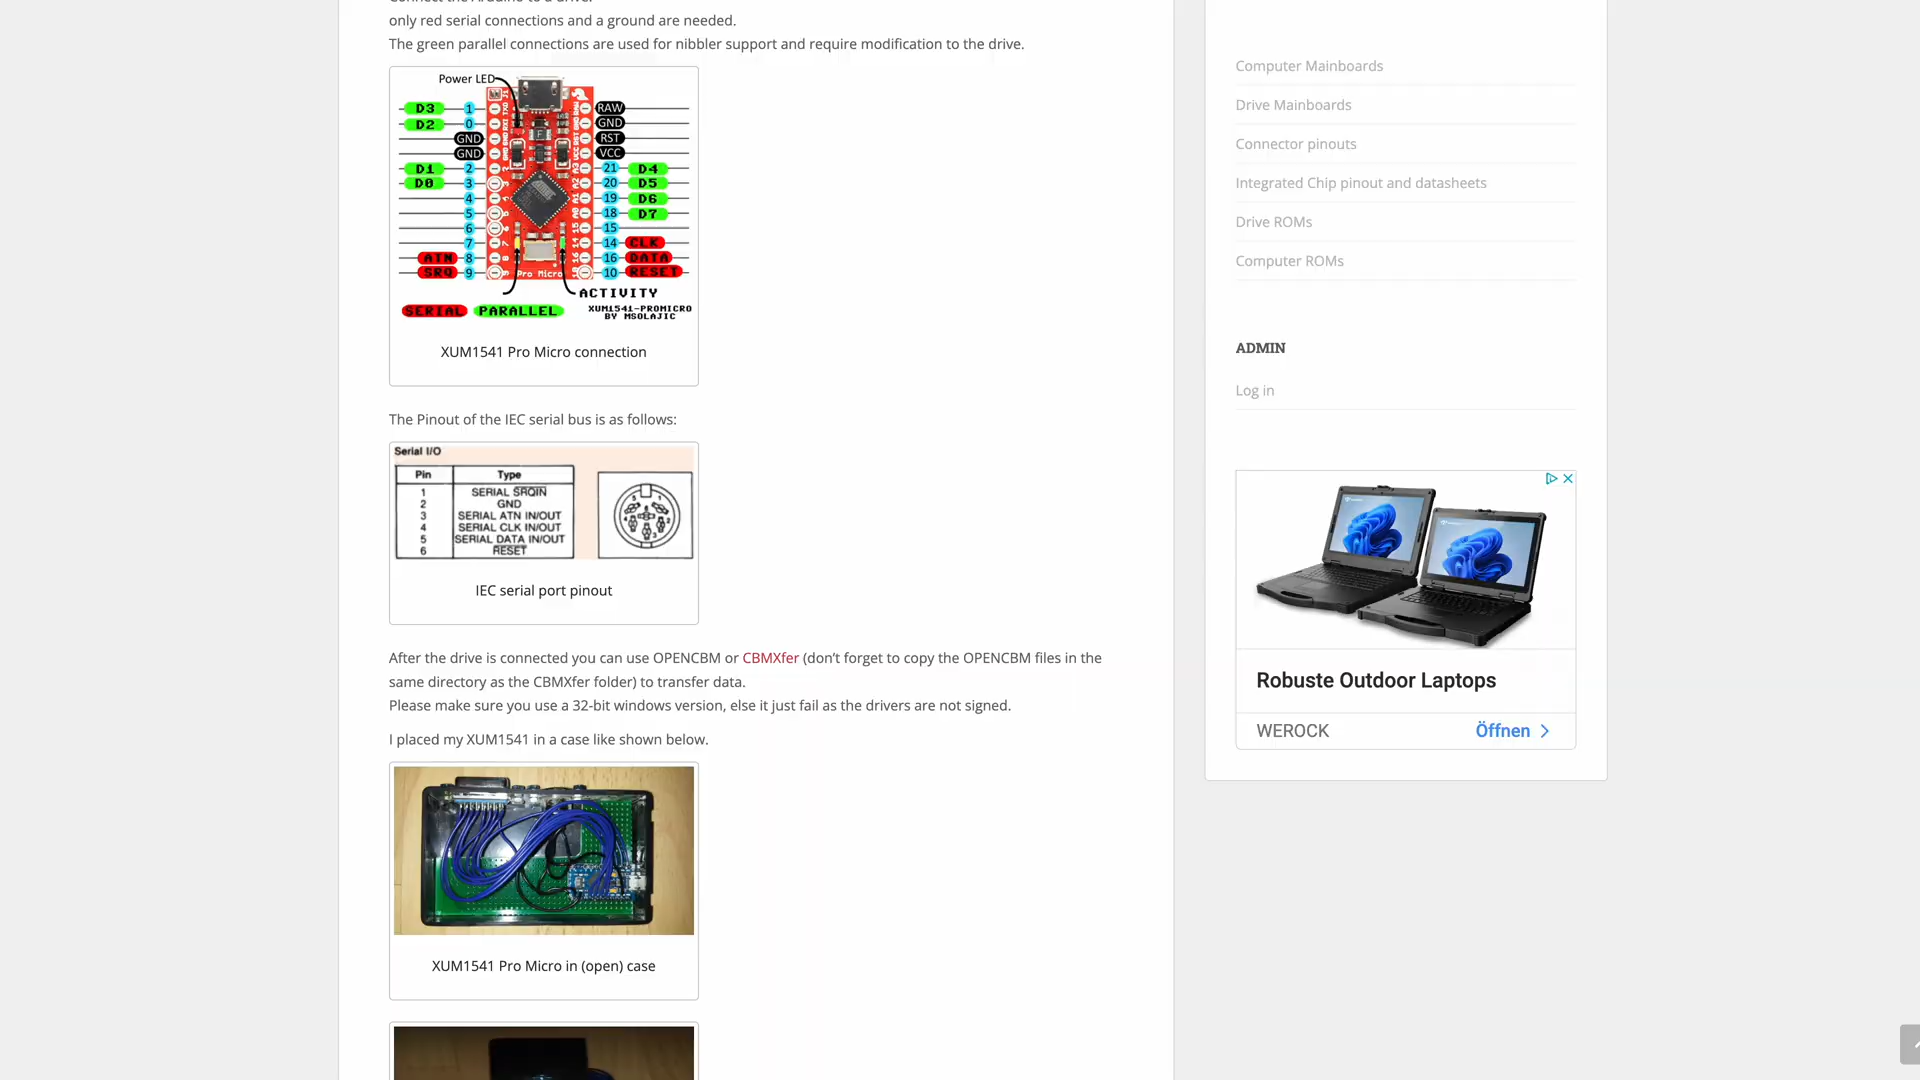 only red serial connections and a ground are needed.
The green parallel connections are used for nibbler support and require modification to the drive.
Power LED
D3 1 RAW
D2 0 GND
GND RST
GND VCC
D1 2 21 D4
D0 3 20 D5
4 19 D6
5 18 D7
6 15
7 14 CLK
ATN 8 16 DATA
SRQ 9 Pro Micro 10 RESET
ACTIVITY
SERIAL PARALLEL XUM1541-PROMICRO
BY MSOLAJIC
XUM1541 Pro Micro connection
The Pinout of the IEC serial bus is as follows:
Serial I/O
Pin Type
1 SERIAL SRQIN
2 GND
3 SERIAL ATN IN/OUT
4 SERIAL CLK IN/OUT
5 SERIAL DATA IN/OUT
6 RESET
IEC serial port pinout
After the drive is connected you can use OPENCBM or CBMXfer (don’t forget to copy the OPENCBM files in the
same directory as the CBMXfer folder) to transfer data.
Please make sure you use a 32-bit windows version, else it just fail as the drivers are not signed.
I placed my XUM1541 in a case like shown below.
XUM1541 Pro Micro in (open) case
Computer Mainboards
Drive Mainboards
Connector pinouts
Integrated Chip pinout and datasheets
Drive ROMs
Computer ROMs
ADMIN
Log in
Robuste Outdoor Laptops
WEROCK Öffnen